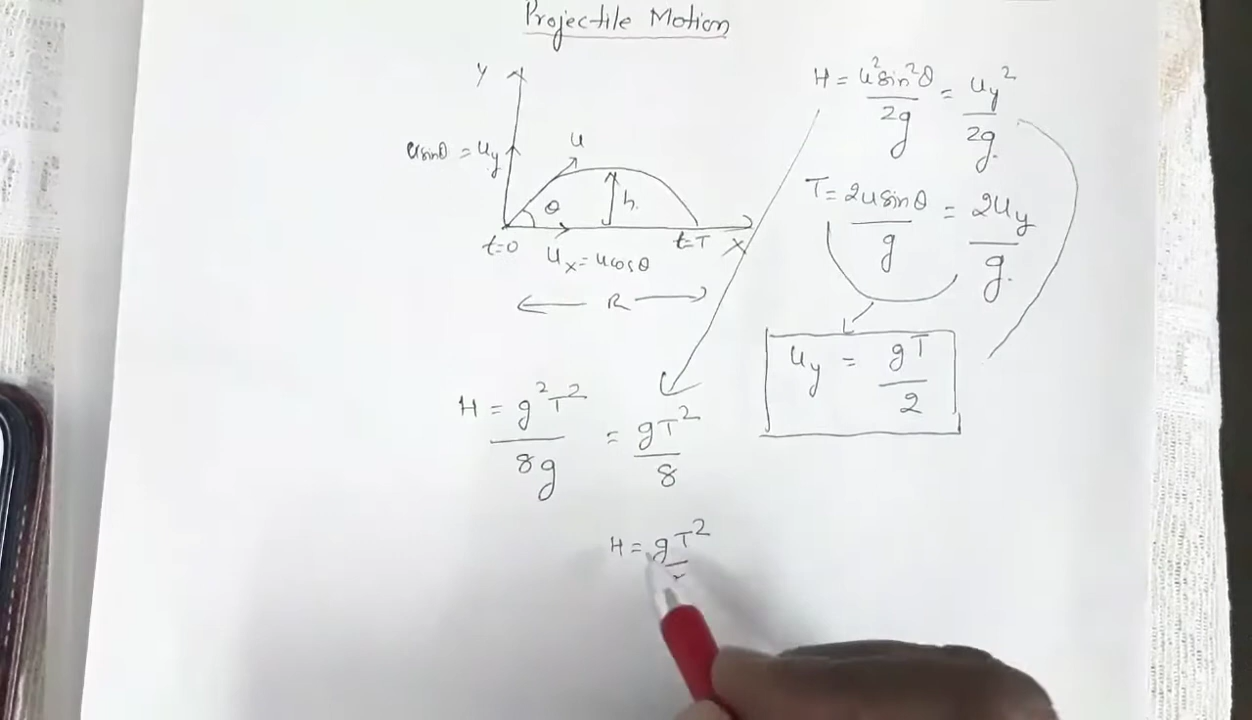 Projectile Motion
Y
usinθ = uy
u
θ
h
t=0
t=T
X
ux = ucosθ
R
H = u²sin²θ/2g = uy²/2g.
T = 2usinθ/g = 2uy/g.
uy = gT/2
H = g²T²/8g = gT²/8
H = gT²